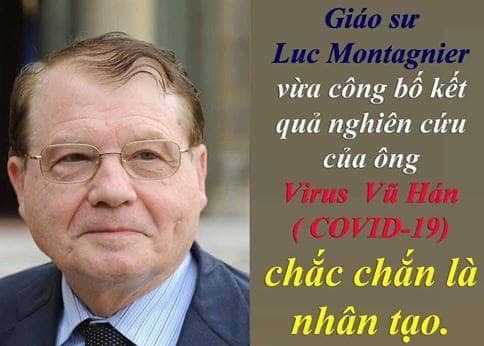 Giáo sư
Luc Montagnier
vừa công bố kết
quả nghiên cứu
của ông
Virus Vũ Hán
( COVID-19)
chắc chắn là
nhân tạo.